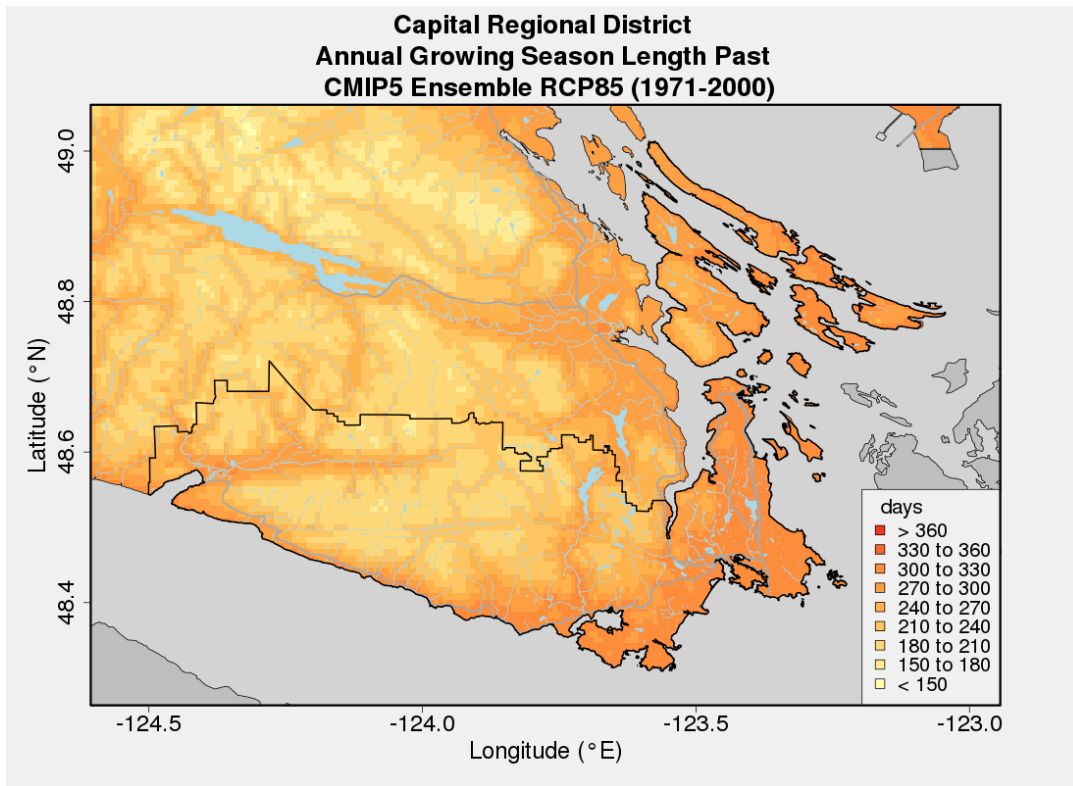 Capital Regional District
Annual Growing Season Length Past
CMIP5 Ensemble RCP85 (1971-2000)
Latitude (°N)
49.0
48.8
48.6
48.4
days
> 360
330 to 360
300 to 330
270 to 300
240 to 270
210 to 240
180 to 210
150 to 180
< 150
-124.5
-124.0
-123.5
-123.0
Longitude (°E)